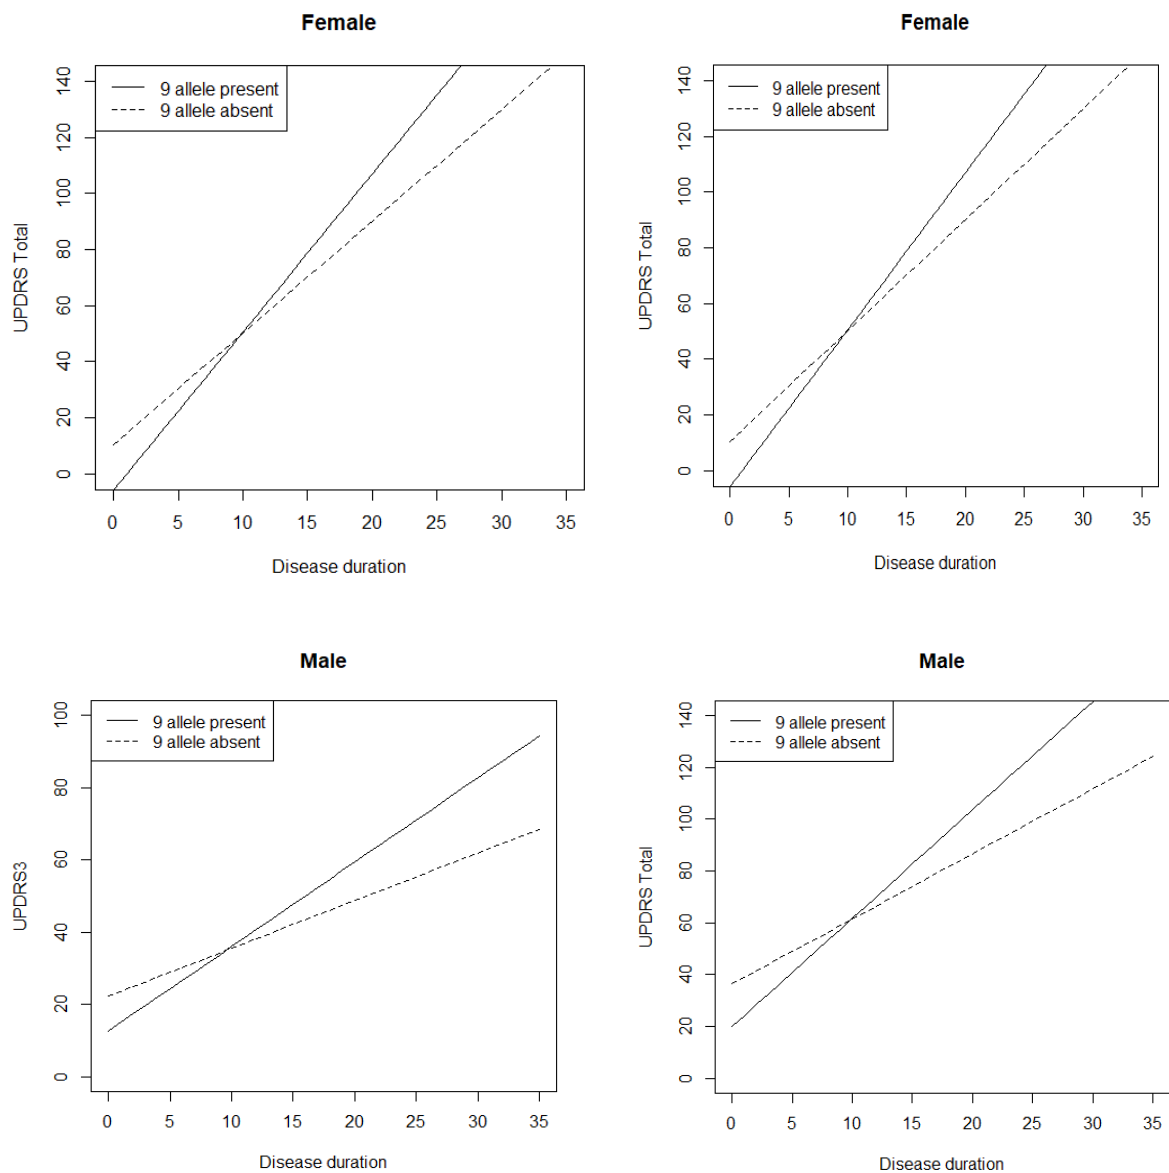 Female
9 allele present
9 allele absent
UPDRS Total
140
120
100
80
60
40
20
0
0 5 10 15 20 25 30 35
Disease duration
Female
9 allele present
9 allele absent
UPDRS Total
140
120
100
80
60
40
20
0
0 5 10 15 20 25 30 35
Disease duration
Male
9 allele present
9 allele absent
UPDRS3
100
80
60
40
20
0
0 5 10 15 20 25 30 35
Disease duration
Male
9 allele present
9 allele absent
UPDRS Total
140
120
100
80
60
40
20
0
0 5 10 15 20 25 30 35
Disease duration